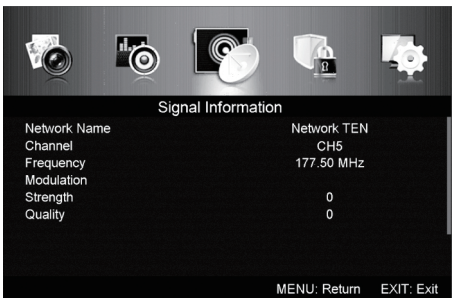 Signal Information
Network Name Network TEN
Channel CH5
Frequency 177.50 MHz
Modulation
Strength 0
Quality 0
MENU: Return EXIT: Exit